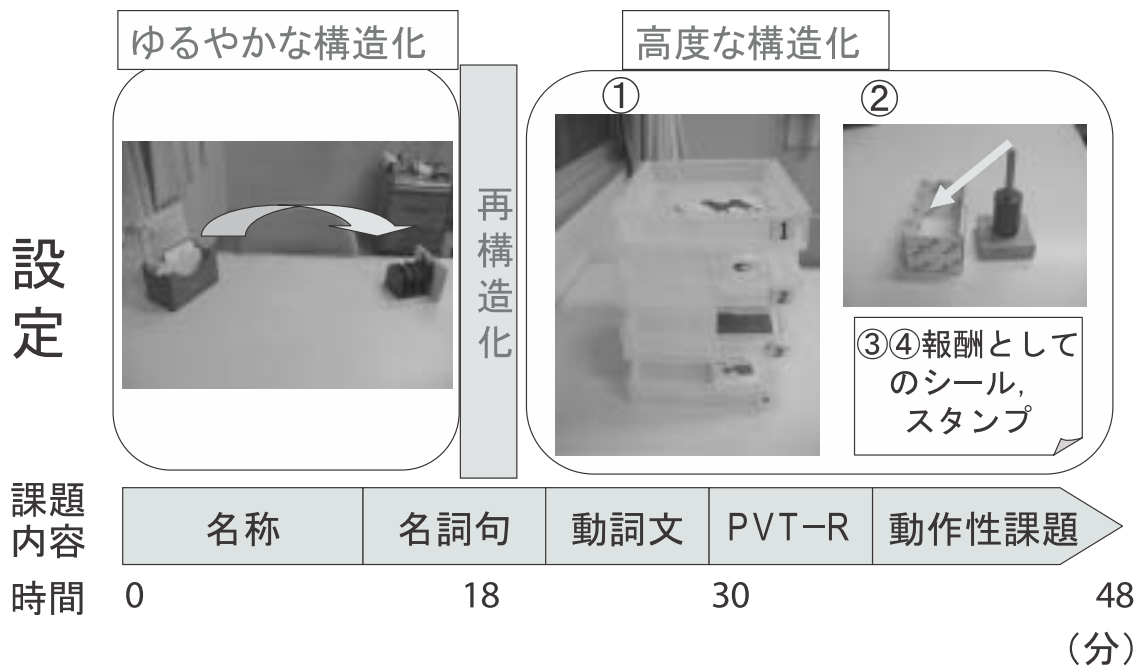 ゆるやかな構造化
高度な構造化
①
②
設定
再構造化
1
2
③④報酬として
のシール,
スタンプ
課題
内容
名称
名詞句
動詞文
PVT−R
動作性課題
時間
0
18
30
48
(分)